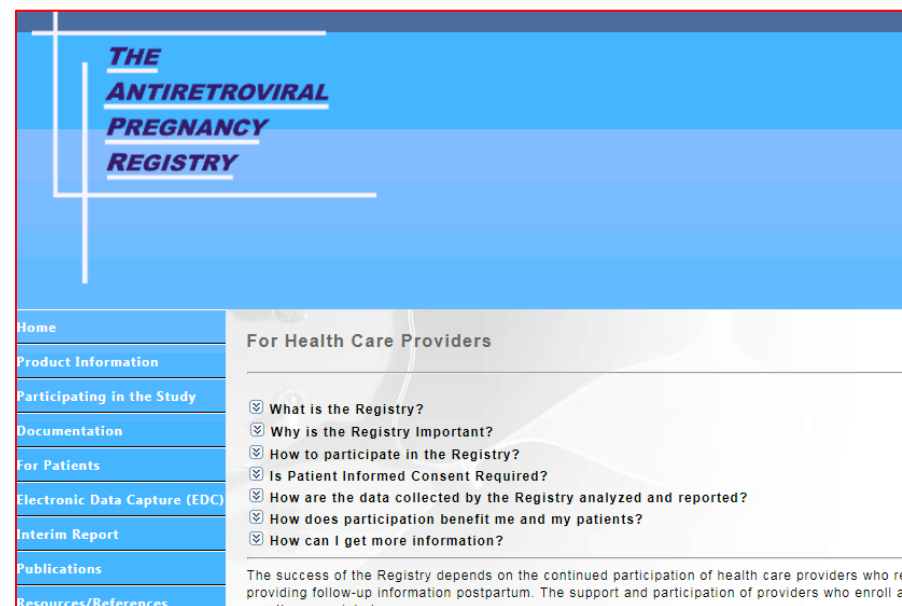 THE
ANTIRETROVIRAL
PREGNANCY
REGISTRY
Home
Product Information
Participating in the Study
Documentation
For Patients
Electronic Data Capture (EDC)
Interim Report
Publications
Resources/References
For Health Care Providers
What is the Registry?
Why is the Registry Important?
How to participate in the Registry?
Is Patient Informed Consent Required?
How are the data collected by the Registry analyzed and reported?
How does participation benefit me and my patients?
How can I get more information?
The success of the Registry depends on the continued participation of health care providers who
providing follow-up information postpartum. The support and participation of providers who enroll